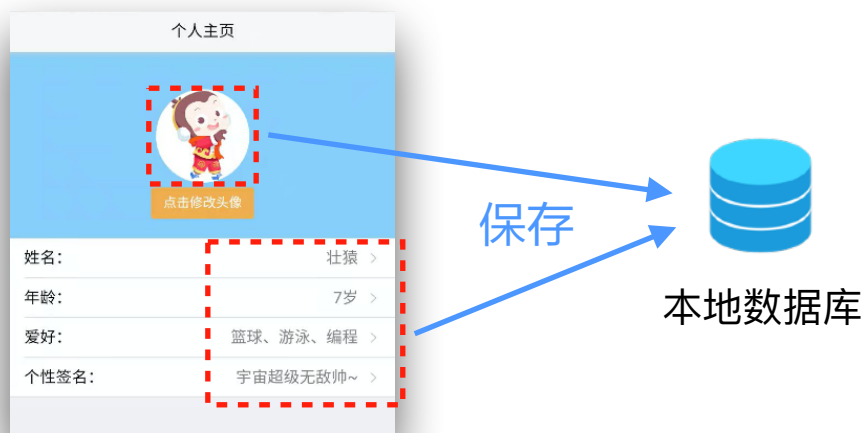 个人主页
点击修改头像
姓名：
壮猿
年龄：
7岁
爱好：
篮球、游泳、编程
个性签名：
宇宙超级无敌帅~
保存
本地数据库